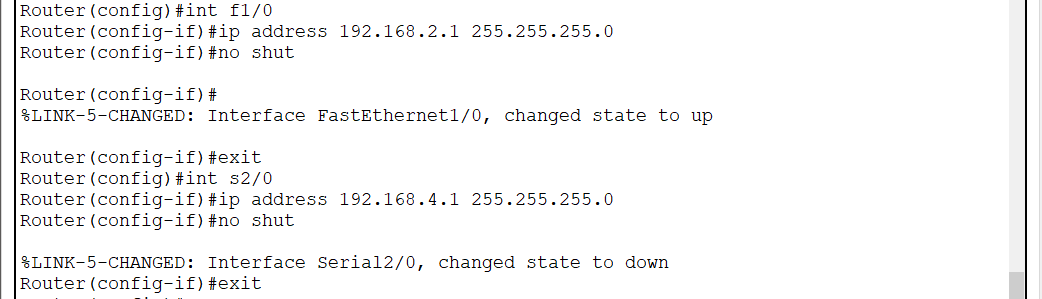 Router(config)#int f1/0
Router(config-if)#ip address 192.168.2.1 255.255.255.0
Router(config-if)#no shut
Router(config-if)#
%LINK-5-CHANGED: Interface FastEthernet1/0, changed state to up
Router(config-if)#exit
Router(config)#int s2/0
Router(config-if)#ip address 192.168.4.1 255.255.255.0
Router(config-if)#no shut
%LINK-5-CHANGED: Interface Serial2/0, changed state to down
Router(config-if)#exit